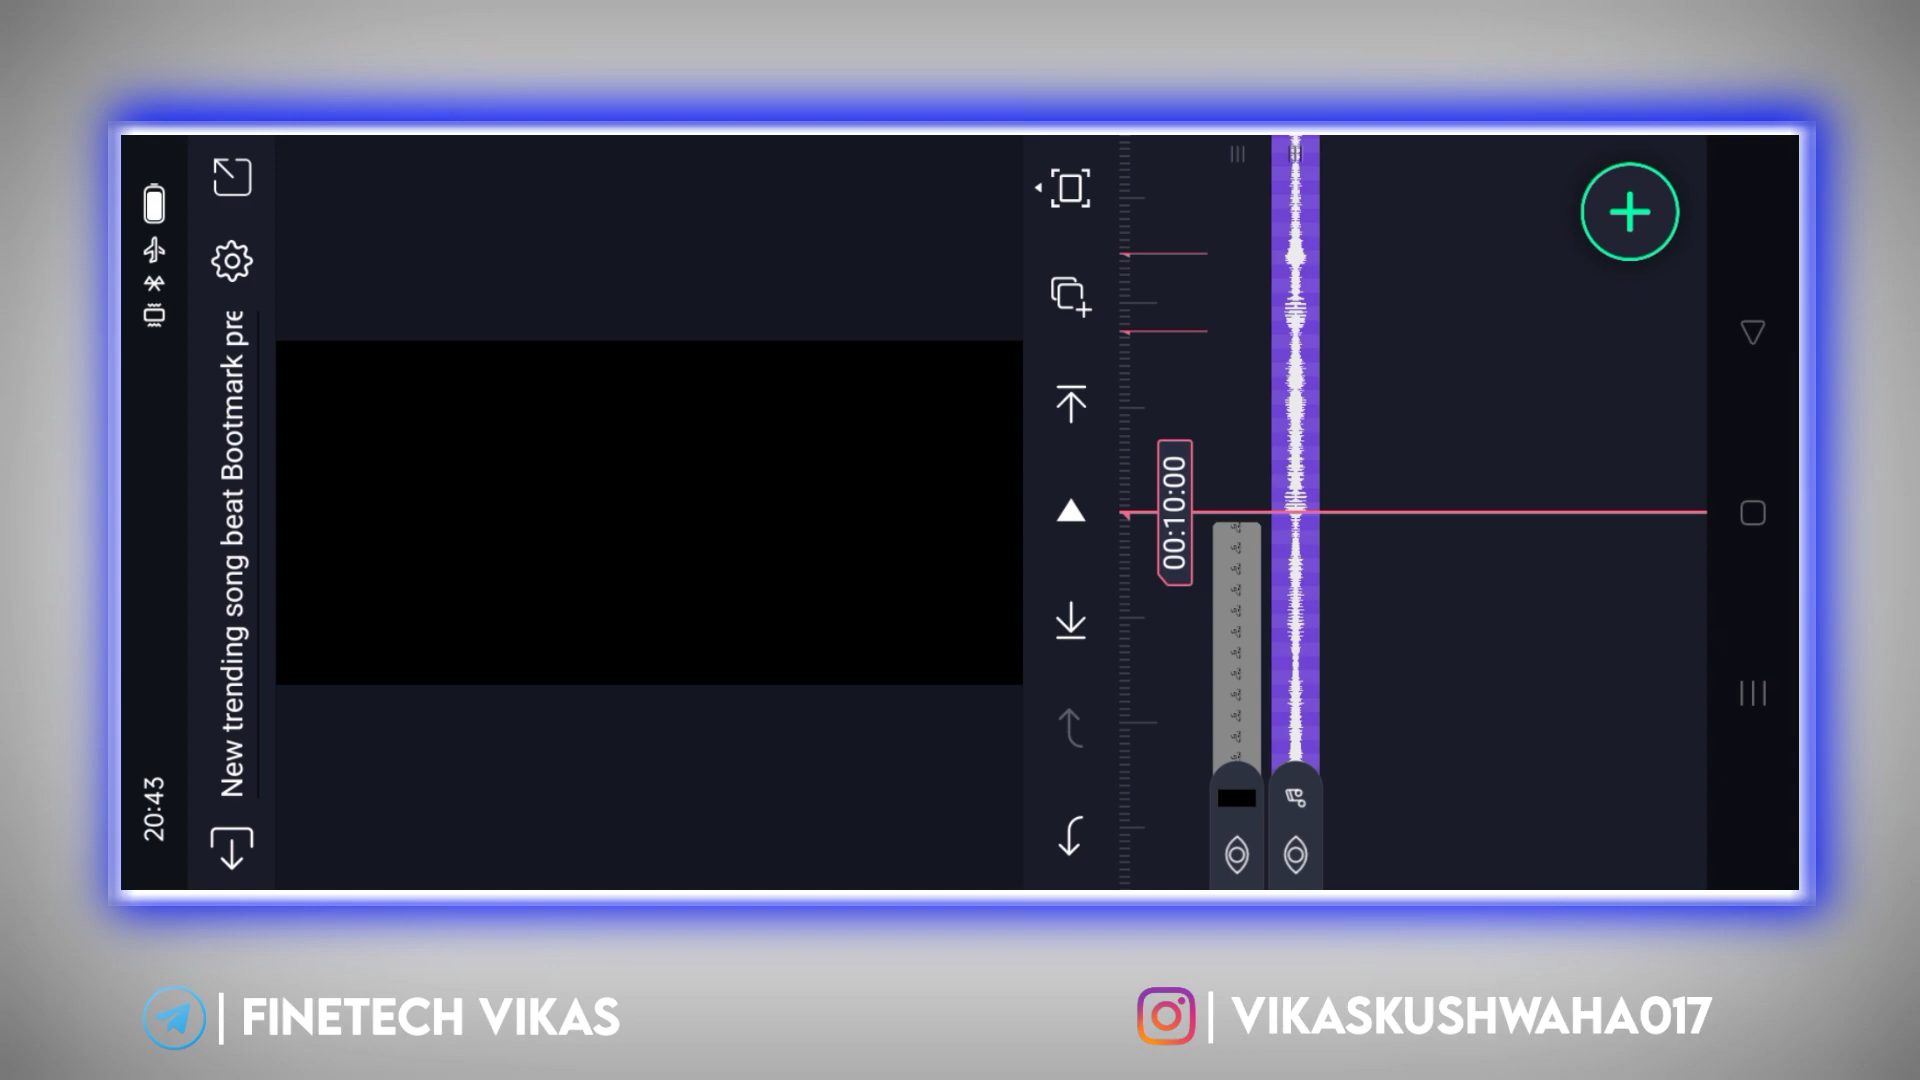 20:43
New trending song beat Bootmark pre
00:10:00
| FINETECH VIKAS
| VIKASKUSHWAHA017